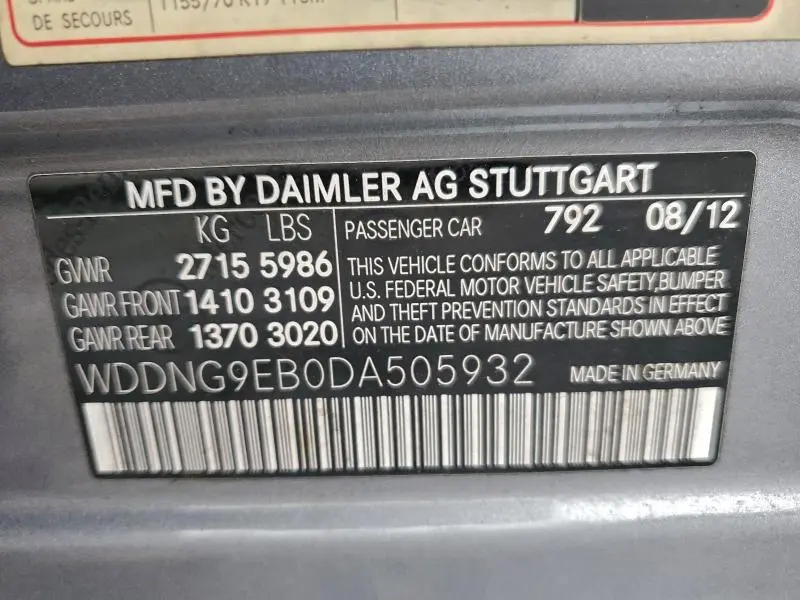 DE SECOURS
MFD BY DAIMLER AG STUTTGART
KG LBS
PASSENGER CAR 792 08/12
GVWR 2715 5986
GAWR FRONT 1410 3109
GAWR REAR 1370 3020
THIS VEHICLE CONFORMS TO ALL APPLICABLE
U.S. FEDERAL MOTOR VEHICLE SAFETY,BUMPER
AND THEFT PREVENTION STANDARDS IN EFFECT
ON THE DATE OF MANUFACTURE SHOWN ABOVE
WDDNG9EB0DA505932 MADE IN GERMANY